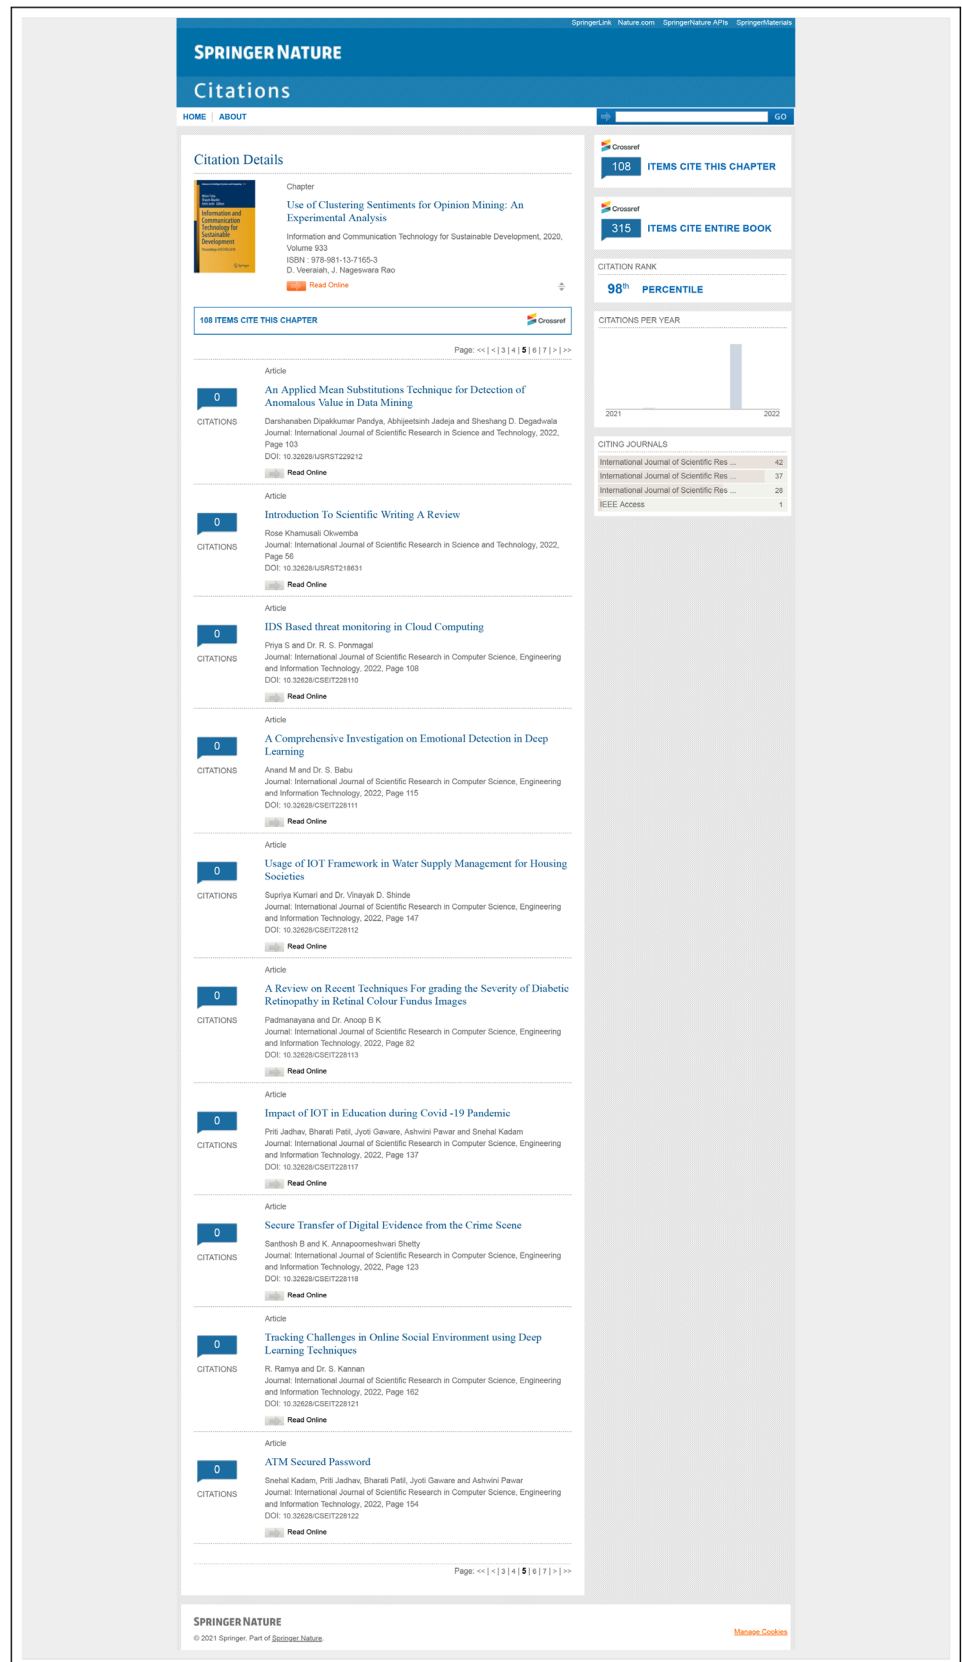 SpringerLink Nature.com SpringerNature APIs SpringerMaterials
SPRINGER NATURE
Citations
HOME | ABOUT
GO
Citation Details
Chapter
Use of Clustering Sentiments for Opinion Mining: An
Experimental Analysis
Information and Communication Technology for Sustainable Development, 2020,
Volume 933
ISBN : 978-981-13-7165-3
D. Veeraiah, J. Nageswara Rao
Read Online
Information and
Communication
Technology for
Sustainable
Development
Springer
108 ITEMS CITE THIS CHAPTER
Crossref
Page: << | < | 3 | 4 | 5 | 6 | 7 | > | >>
Article
0
CITATIONS
An Applied Mean Substitutions Technique for Detection of
Anomalous Value in Data Mining
Darshanaben Dipakkumar Pandya, Abhijeetsinh Jadeja and Sheshang D. Degadwala
Journal: International Journal of Scientific Research in Science and Technology, 2022,
Page 103
DOI: 10.32628/IJSRST229212
Read Online
Article
0
CITATIONS
Introduction To Scientific Writing A Review
Rose Khamusali Okwemba
Journal: International Journal of Scientific Research in Science and Technology, 2022,
Page 56
DOI: 10.32628/IJSRST218631
Read Online
Article
0
CITATIONS
IDS Based threat monitoring in Cloud Computing
Priya S and Dr. R. S. Ponmagal
Journal: International Journal of Scientific Research in Computer Science, Engineering
and Information Technology, 2022, Page 108
DOI: 10.32628/CSEIT228110
Read Online
Article
0
CITATIONS
A Comprehensive Investigation on Emotional Detection in Deep
Learning
Anand M and Dr. S. Babu
Journal: International Journal of Scientific Research in Computer Science, Engineering
and Information Technology, 2022, Page 115
DOI: 10.32628/CSEIT228111
Read Online
Article
0
CITATIONS
Usage of IOT Framework in Water Supply Management for Housing
Societies
Supriya Kumari and Dr. Vinayak D. Shinde
Journal: International Journal of Scientific Research in Computer Science, Engineering
and Information Technology, 2022, Page 147
DOI: 10.32628/CSEIT228112
Read Online
Article
0
CITATIONS
A Review on Recent Techniques For grading the Severity of Diabetic
Retinopathy in Retinal Colour Fundus Images
Padmanayana and Dr. Anoop B K
Journal: International Journal of Scientific Research in Computer Science, Engineering
and Information Technology, 2022, Page 82
DOI: 10.32628/CSEIT228113
Read Online
Article
0
CITATIONS
Impact of IOT in Education during Covid -19 Pandemic
Priti Jadhav, Bharati Patil, Jyoti Gaware, Ashwini Pawar and Snehal Kadam
Journal: International Journal of Scientific Research in Computer Science, Engineering
and Information Technology, 2022, Page 137
DOI: 10.32628/CSEIT228117
Read Online
Article
0
CITATIONS
Secure Transfer of Digital Evidence from the Crime Scene
Santhosh B and K. Annapoorneshwari Shetty
Journal: International Journal of Scientific Research in Computer Science, Engineering
and Information Technology, 2022, Page 123
DOI: 10.32628/CSEIT228118
Read Online
Article
0
CITATIONS
Tracking Challenges in Online Social Environment using Deep
Learning Techniques
R. Ramya and Dr. S. Kannan
Journal: International Journal of Scientific Research in Computer Science, Engineering
and Information Technology, 2022, Page 162
DOI: 10.32628/CSEIT228121
Read Online
Article
0
CITATIONS
ATM Secured Password
Snehal Kadam, Priti Jadhav, Bharati Patil, Jyoti Gaware and Ashwini Pawar
Journal: International Journal of Scientific Research in Computer Science, Engineering
and Information Technology, 2022, Page 154
DOI: 10.32628/CSEIT228122
Read Online
Page: << | < | 3 | 4 | 5 | 6 | 7 | > | >>
Crossref
108 ITEMS CITE THIS CHAPTER
Crossref
315 ITEMS CITE ENTIRE BOOK
CITATION RANK
98th PERCENTILE
CITATIONS PER YEAR
2021 2022
CITING JOURNALS
International Journal of Scientific Res ... 42
International Journal of Scientific Res ... 37
International Journal of Scientific Res ... 28
IEEE Access 1
SPRINGER NATURE
© 2021 Springer. Part of Springer Nature.
Manage Cookies